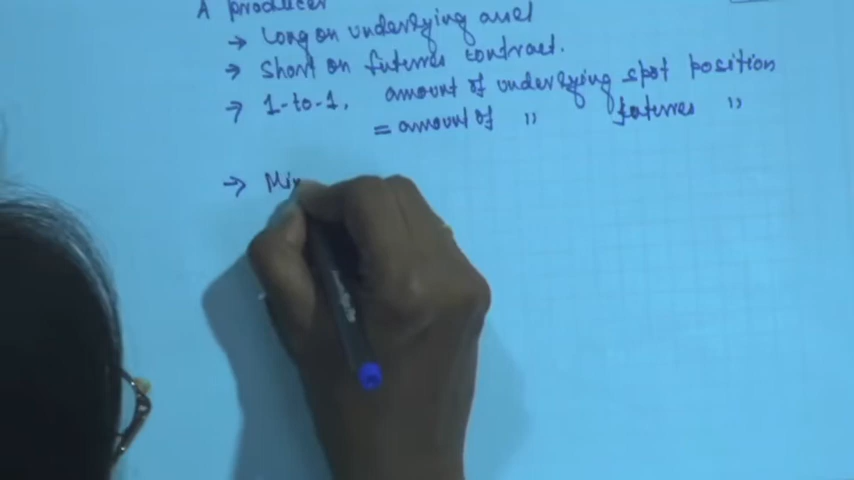 A producer
→ Long on underlying asset
→ Short on futures contract.
→ 1-to-1. amount of underlying spot position
= amount of " futures "
→ Min